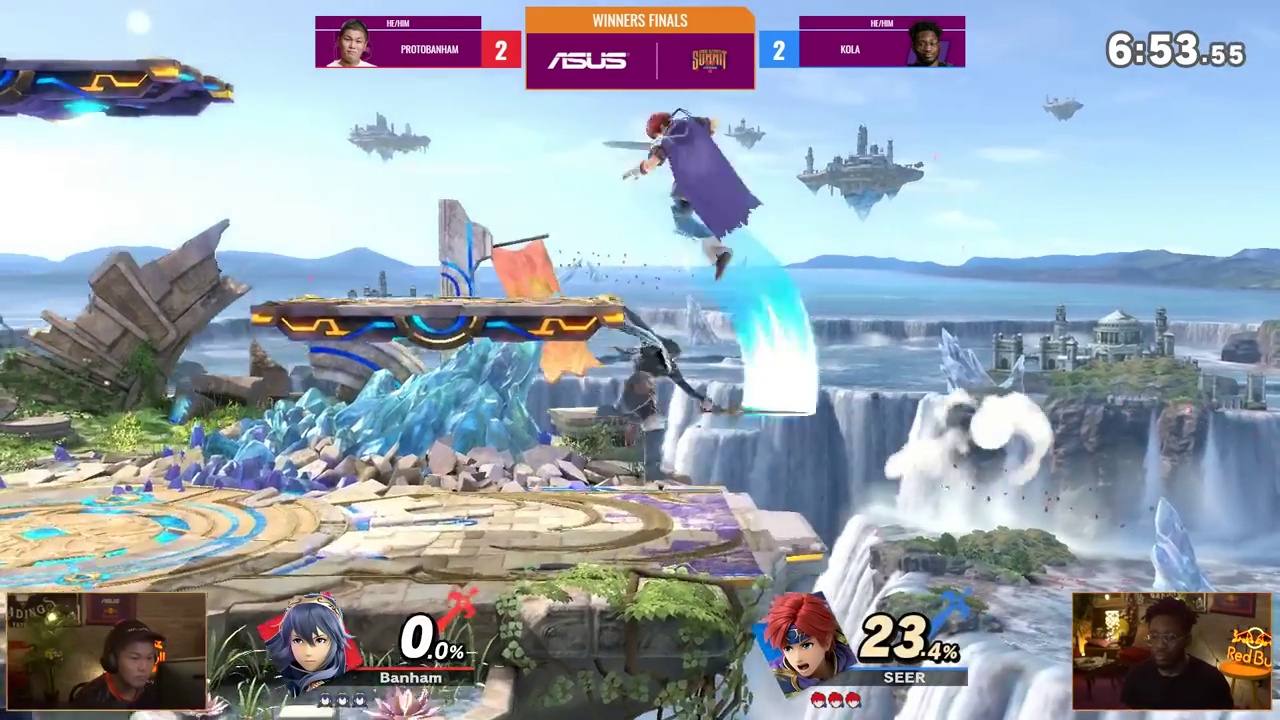 HE/HIM
WINNERS FINALS
HE/HIM
PROTOBANHAM
2
ASUS
SUMMIT
2
KOLA
6:53.55
0.0%
Banham
23.4%
SEER
Red Bu